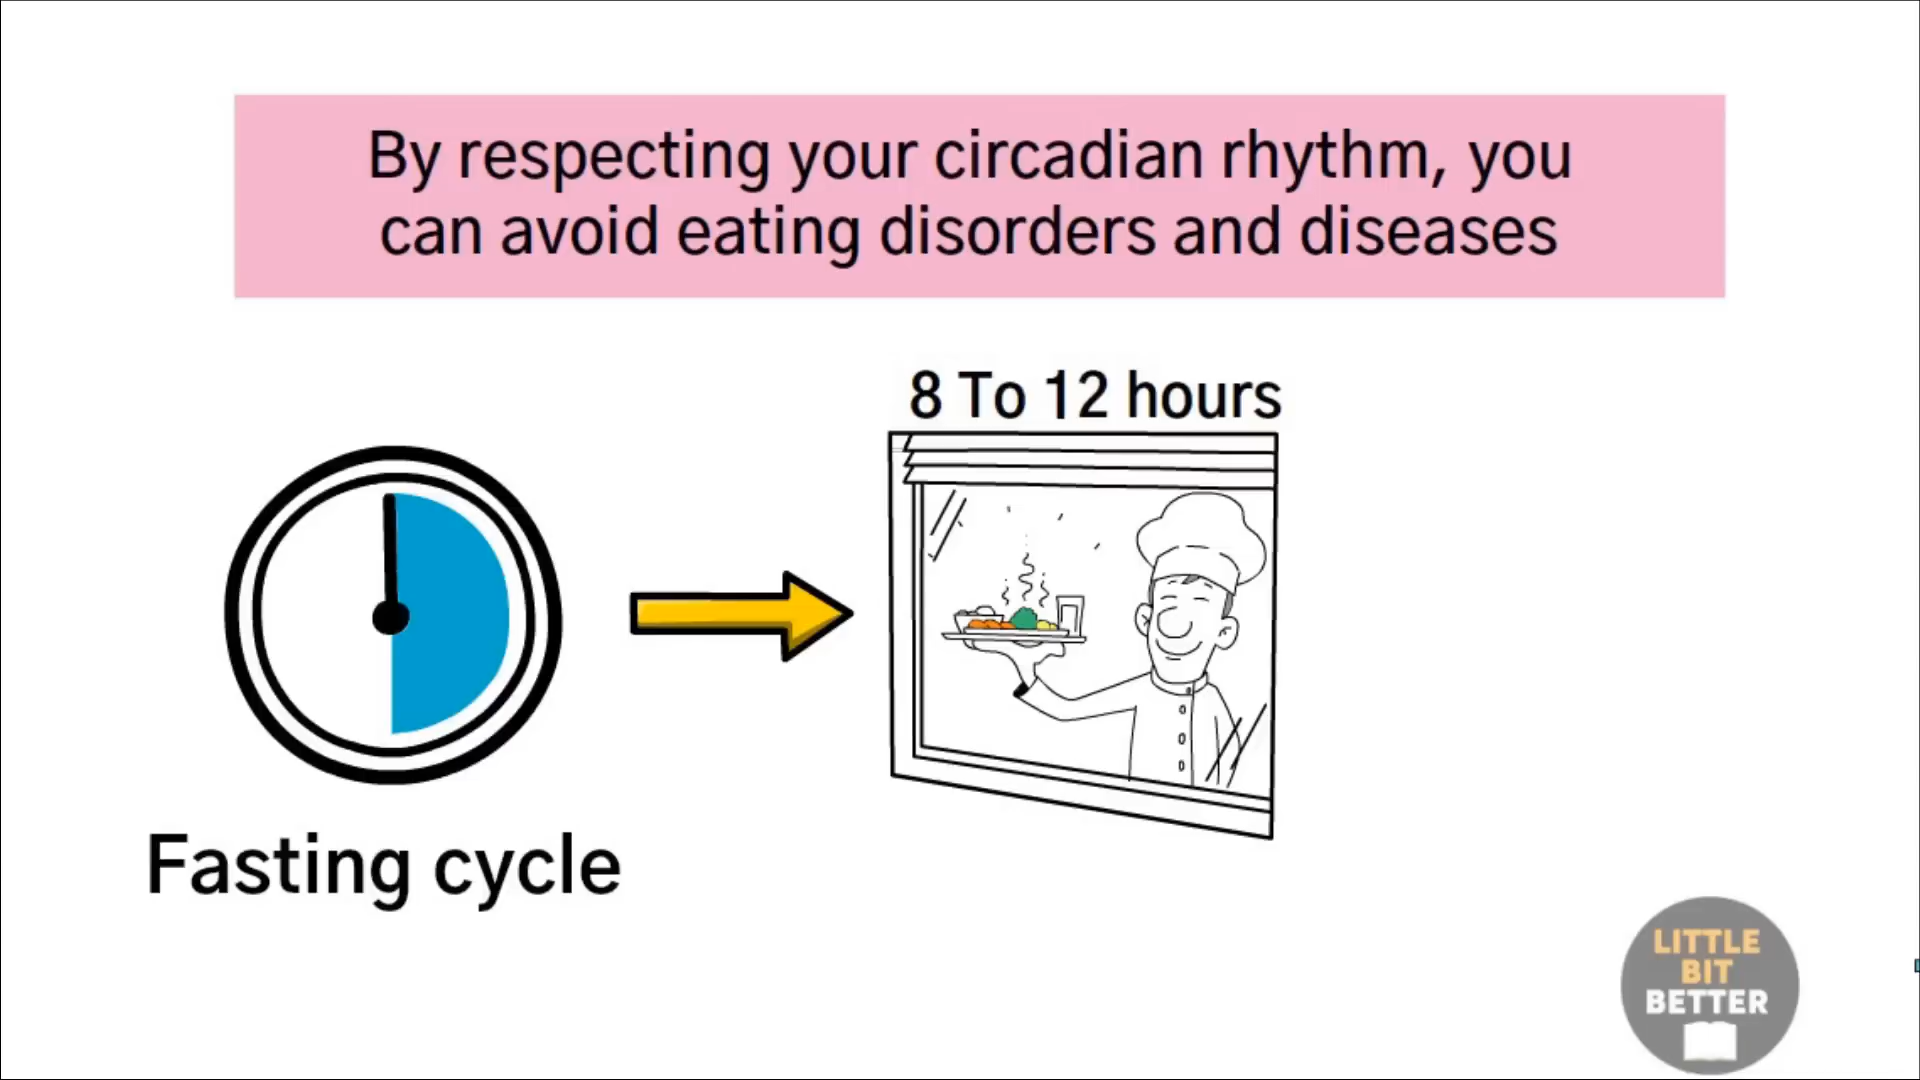 By respecting your circadian rhythm, you
can avoid eating disorders and diseases
8 To 12 hours
Fasting cycle
LITTLE
BIT
BETTER